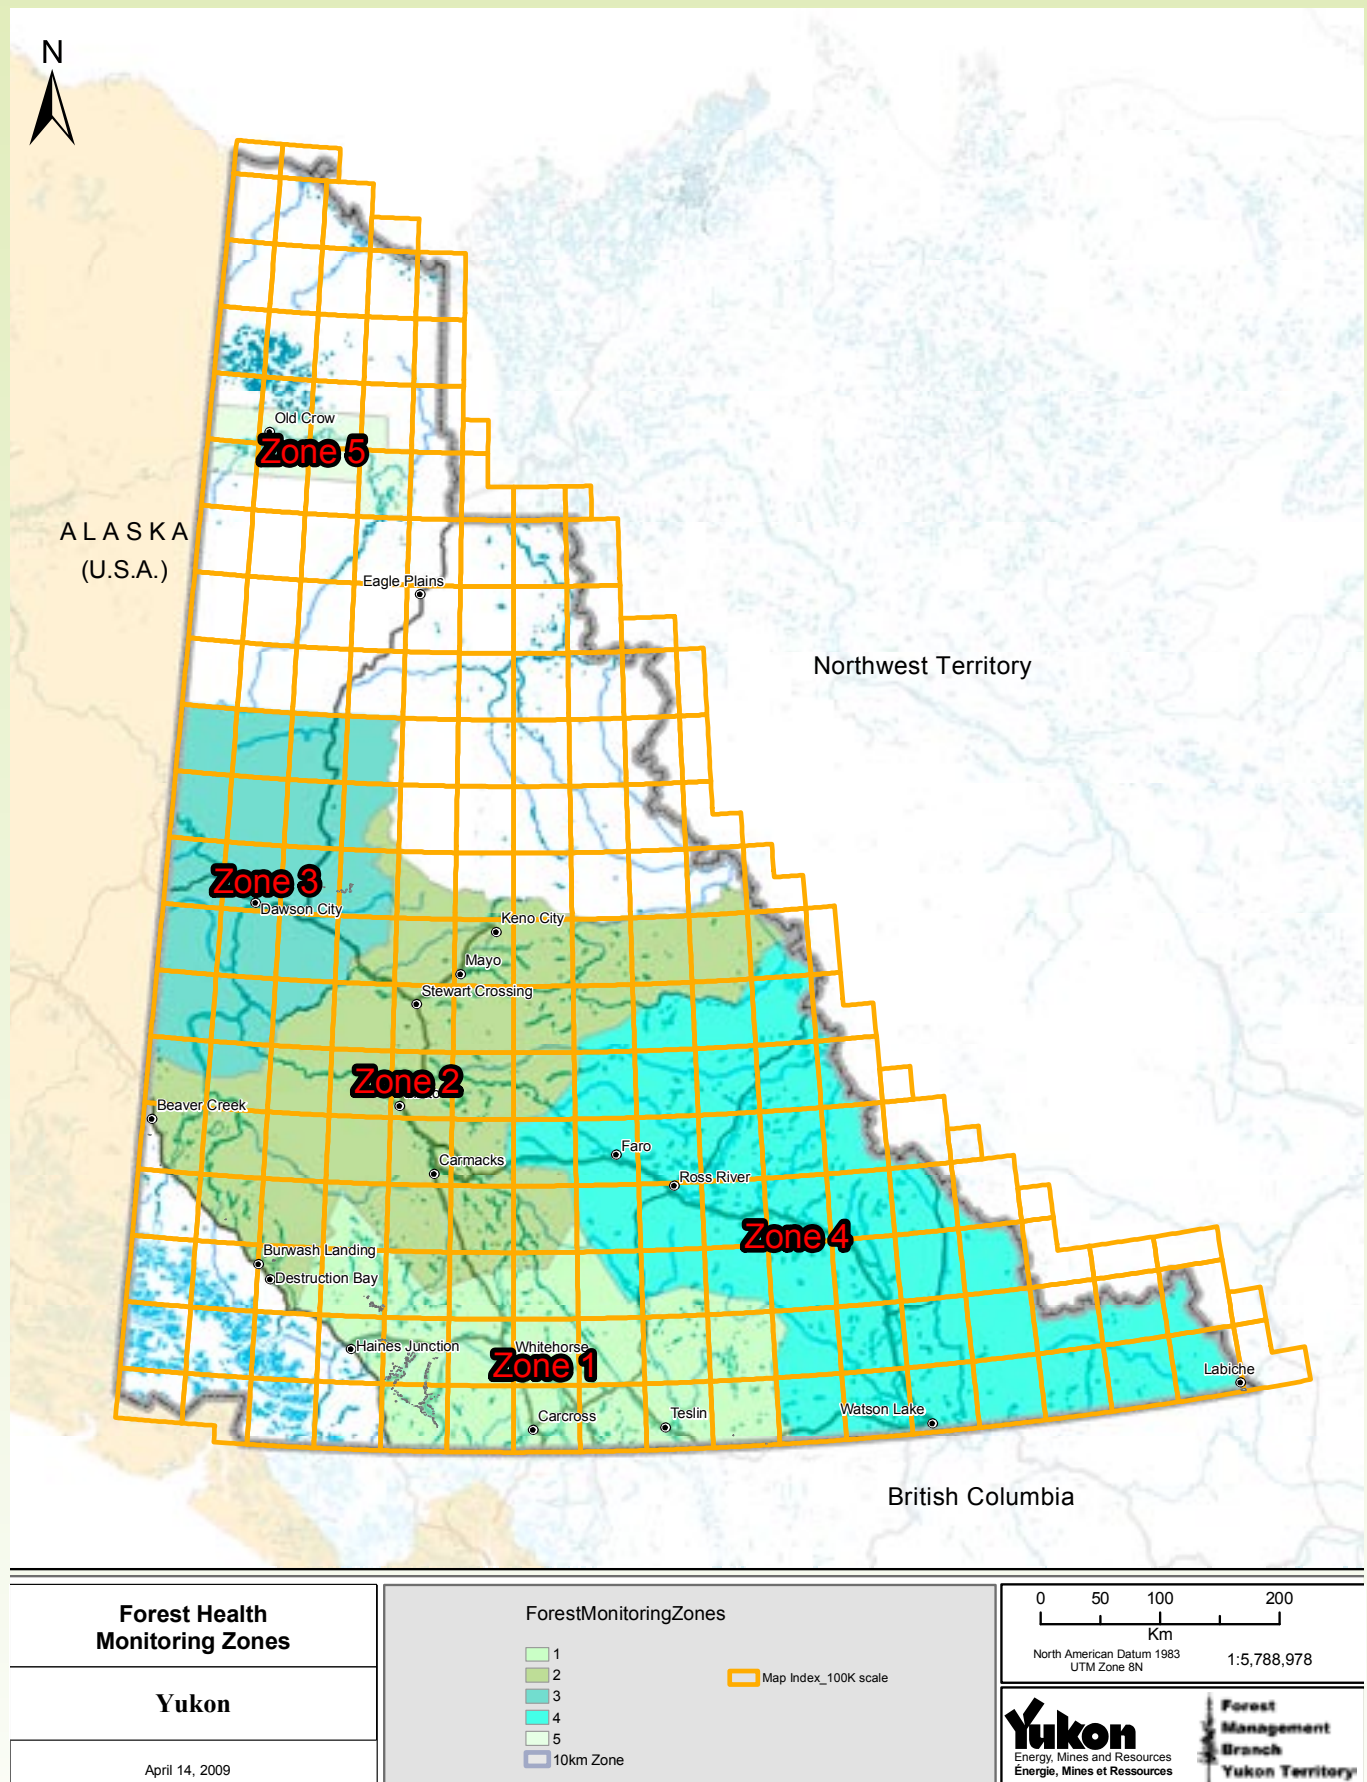 N
Old Crow
Zone 5
ALASKA
(U.S.A.)
Eagle Plains
Northwest Territory
Zone 3
Dawson City
Keno City
Mayo
Stewart Crossing
Zone 2
Beaver Creek
Faro
Carmacks
Ross River
Zone 4
Burwash Landing
Destruction Bay
Haines Junction
Whitehorse
Zone 1
Labiche
Carcross
Teslin
Watson Lake
British Columbia
Forest Health
Monitoring Zones
Yukon
April 14, 2009
ForestMonitoringZones
1
2
3
4
5
10km Zone
Map Index_100K scale
0 50 100 200
Km
North American Datum 1983
UTM Zone 8N
1:5,788,978
Yukon
Energy, Mines and Resources
Énergie, Mines et Ressources
Forest
Management
Branch
Yukon Territory